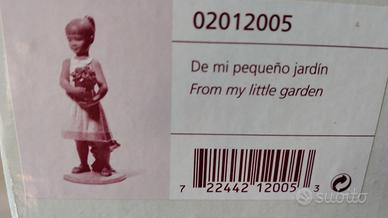 02012005
De mi pequeño jardín
From my little garden
7 22442 12005 3
subito